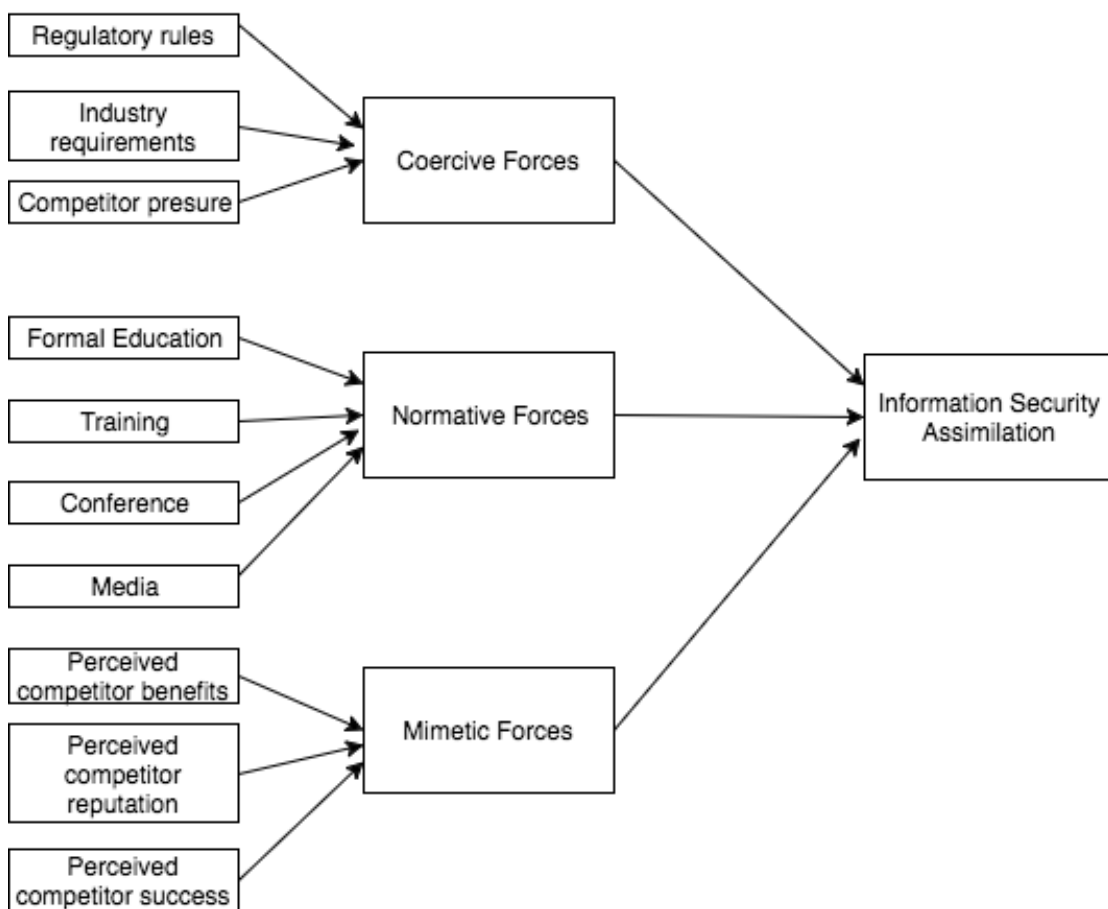 Regulatory rules
Industry
requirements
Competitor presure
Coercive Forces
Formal Education
Training
Conference
Media
Normative Forces
Information Security
Assimilation
Perceived
competitor benefits
Perceived
competitor
reputation
Perceived
competitor success
Mimetic Forces